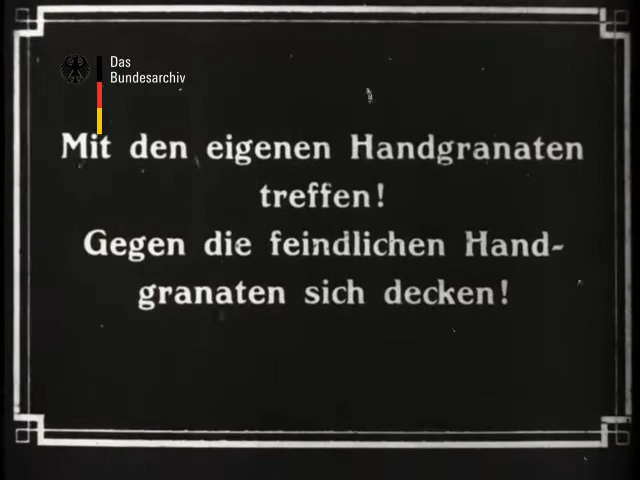 Das
Bundesarchiv
Mit den eigenen Handgranaten
treffen!
Gegen die feindlichen Hand-
granaten sich decken!